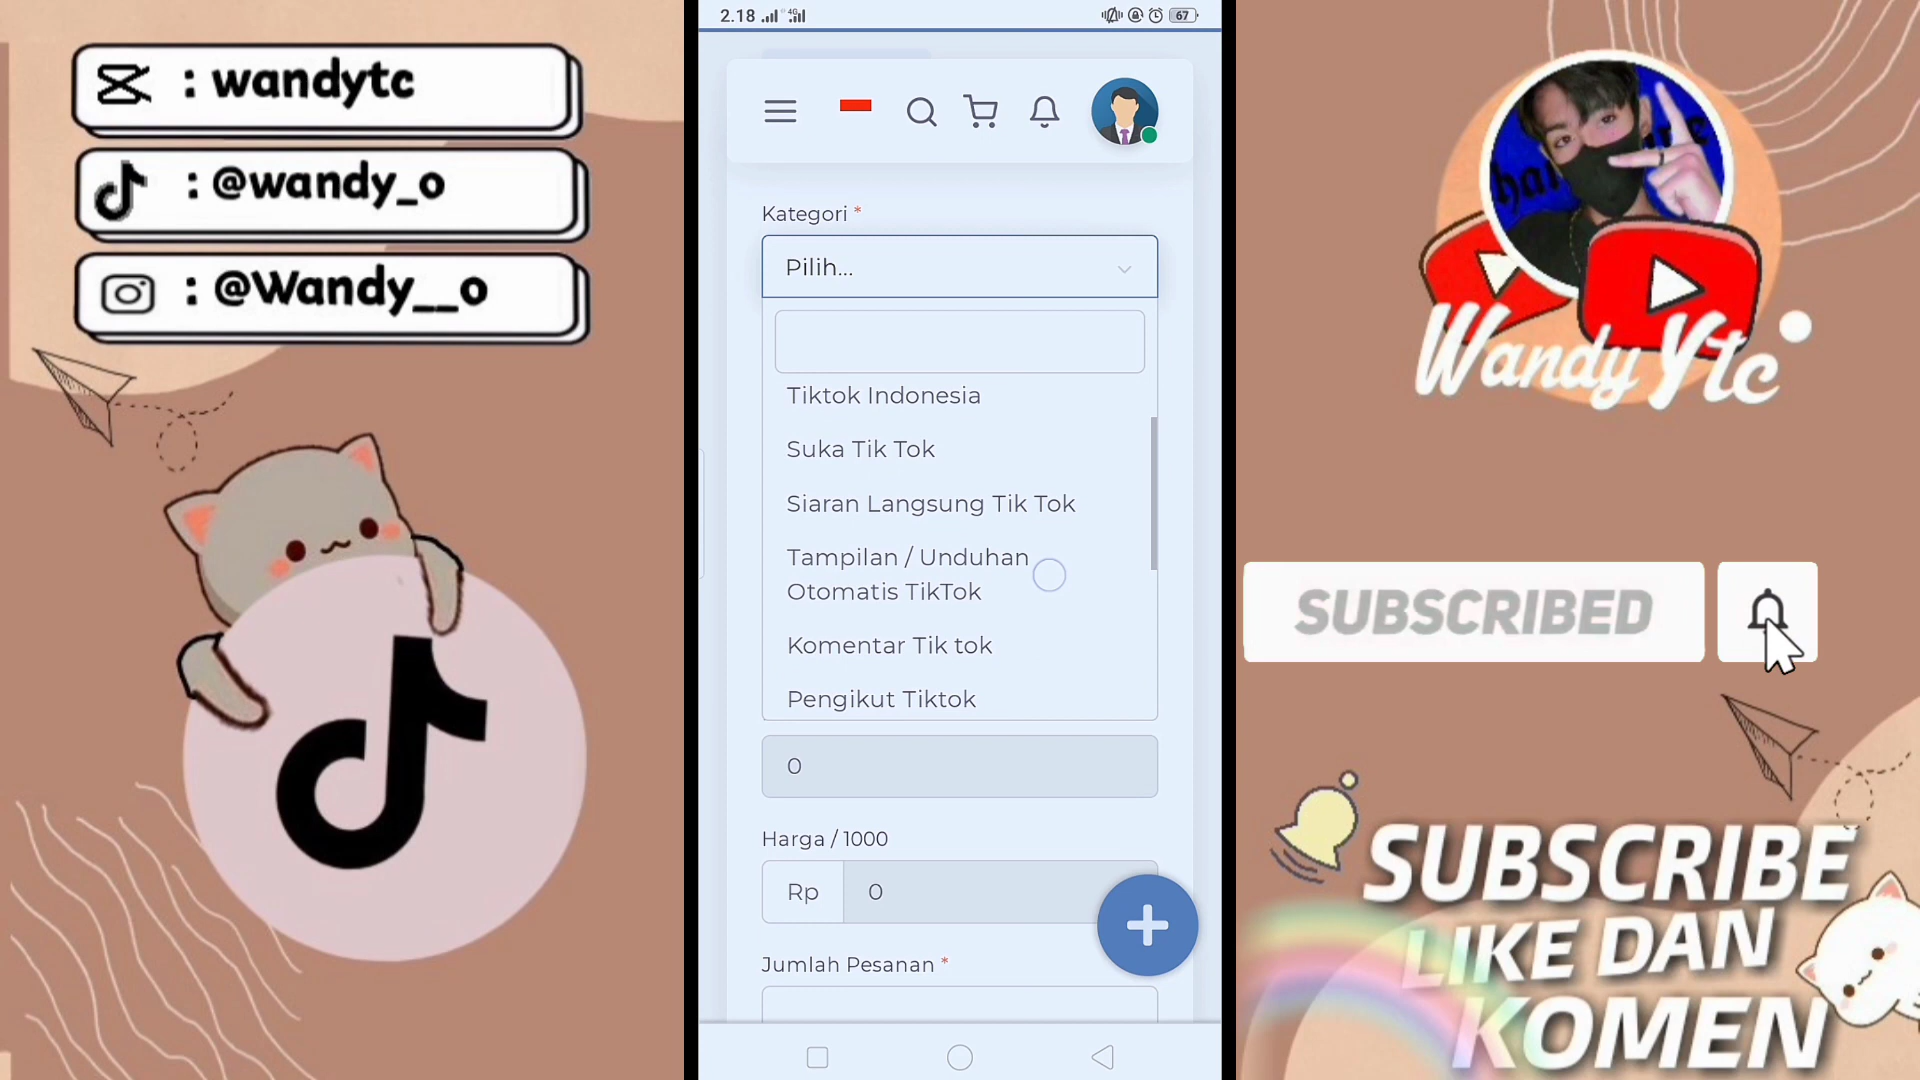 : wandytc
: @wandy_o
: @Wandy__o
2.18
4G
67
Kategori *
Pilih...
Tiktok Indonesia
Suka Tik Tok
Siaran Langsung Tik Tok
Tampilan / Unduhan
Otomatis TikTok
Komentar Tik tok
Pengikut Tiktok
0
Harga / 1000
Rp
0
Jumlah Pesanan *
Wandy Ytc
SUBSCRIBED
SUBSCRIBE
LIKE DAN
KOMEN